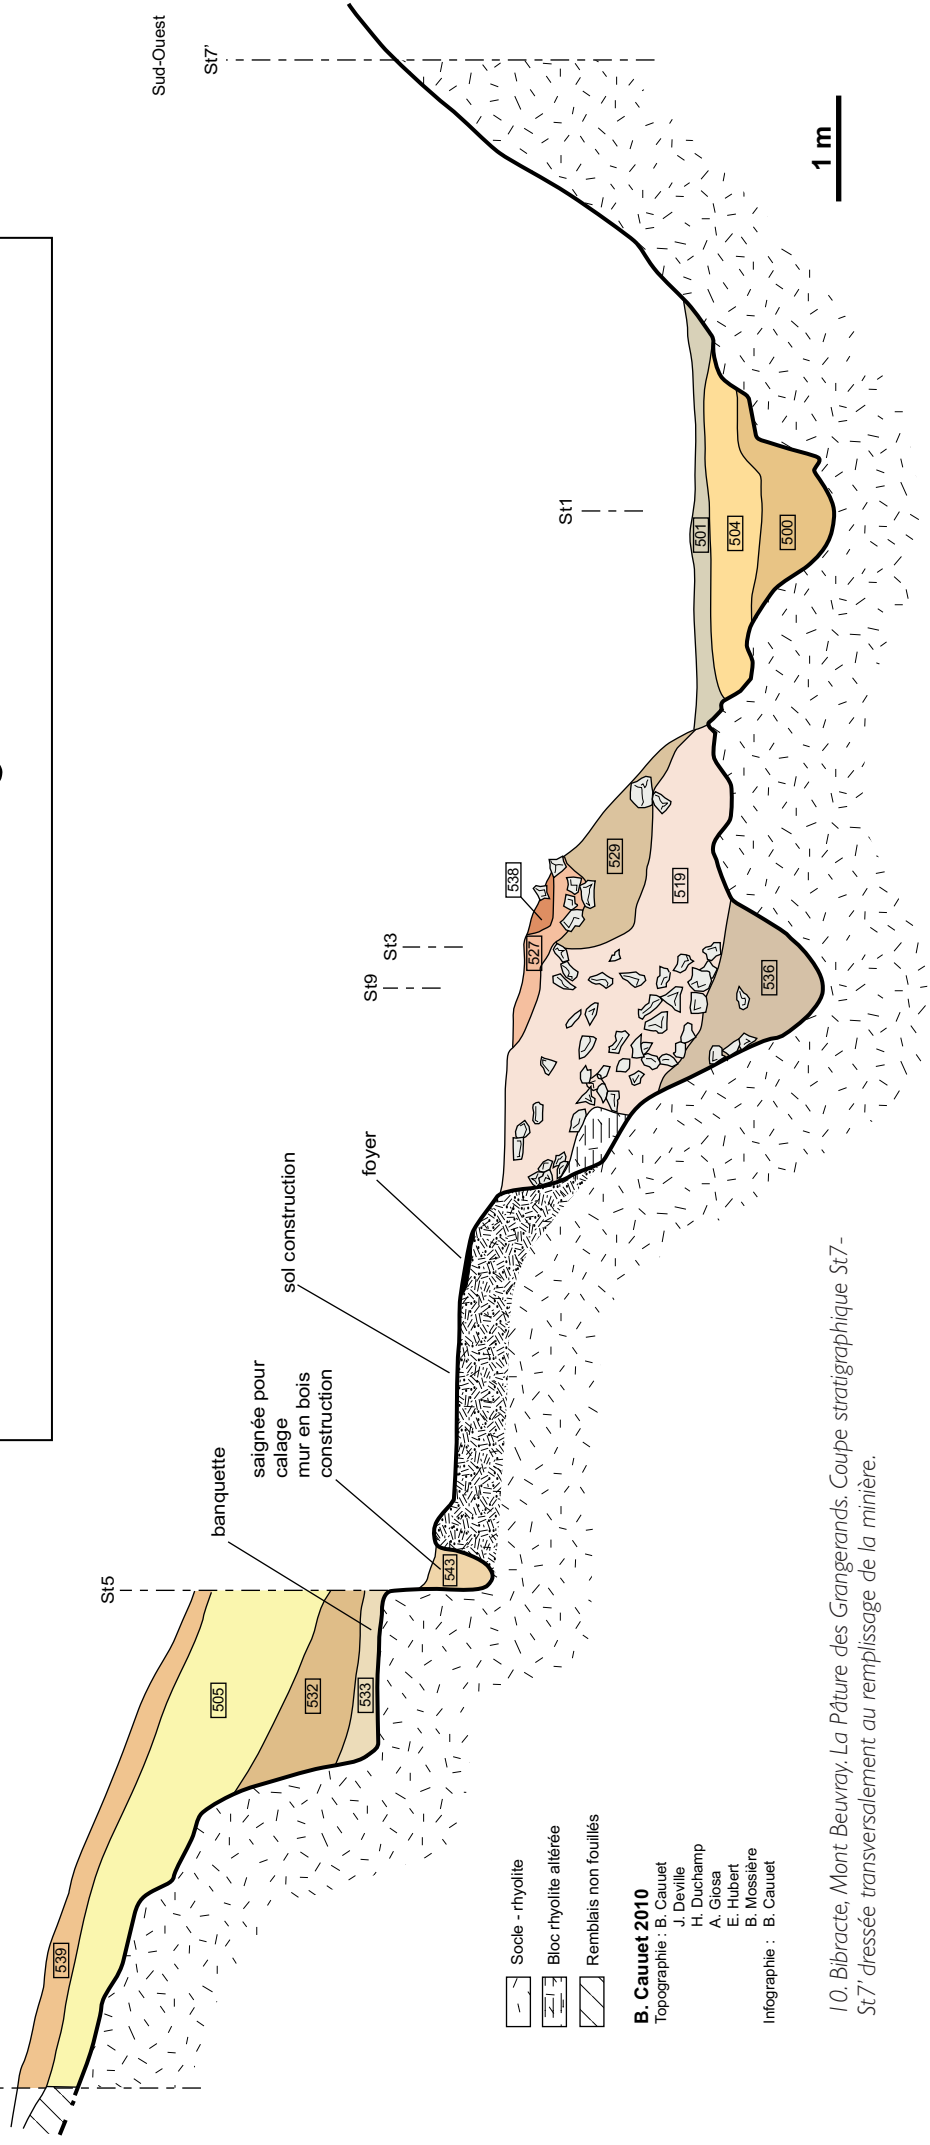 Sud-Ouest
St7'
1 m
St1
501
504
500
538
529
519
St3
527
St9
536
foyer
sol construction
saignée pour
calage
mur en bois
construction
banquette
543
St5
505
532
533
539
Socle - rhyolite
Bloc rhyolite altérée
Remblais non fouillés
B. Cauuet 2010
Topographie : B. Cauuet
J. Deville
H. Duchamp
A. Giosa
E. Hubert
B. Mossière
Infographie : B. Cauuet
10. Bibracte, Mont Beuvray. La Pâture des Grangerands. Coupe stratigraphique St7-
St7' dressée transversalement au remplissage de la minière.